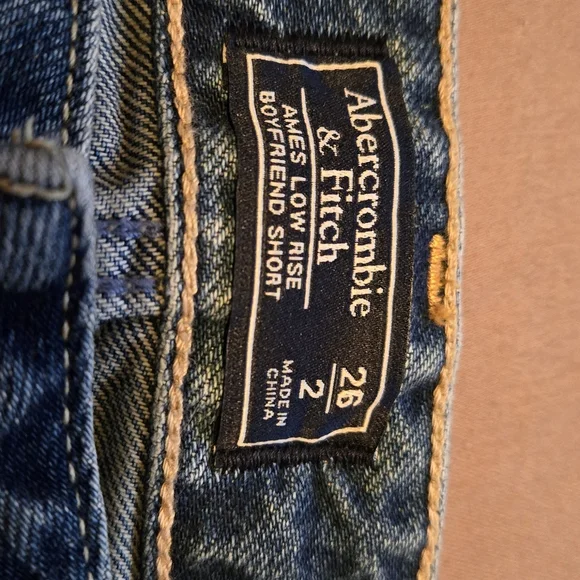 Abercrombie
& Fitch
AMES LOW RISE
BOYFRIEND SHORT
26
2
MADE IN
CHINA